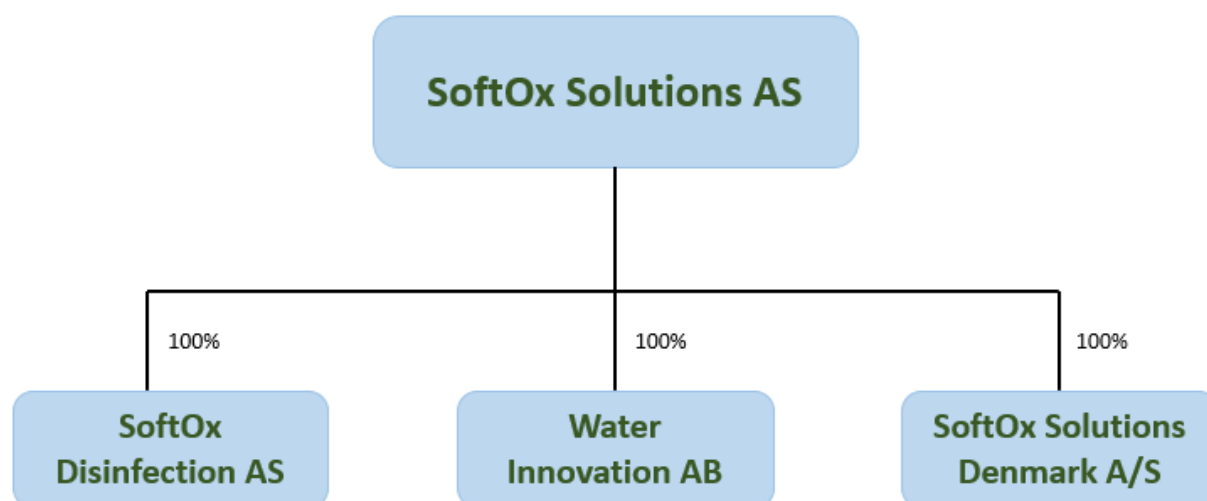 SoftOx Solutions AS
100%
100%
100%
SoftOx
Disinfection AS
Water
Innovation AB
SoftOx Solutions
Denmark A/S